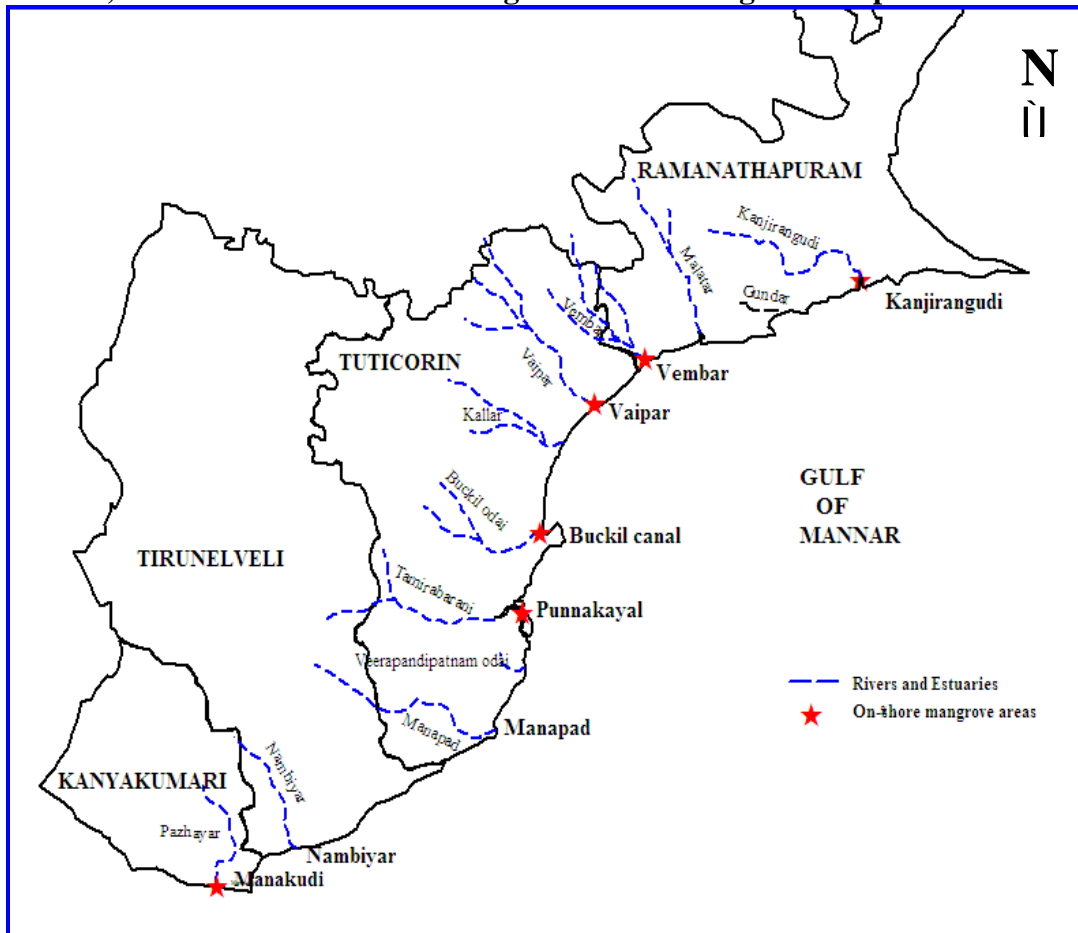 N
RAMANATHAPURAM
Kanjirangudi
Malatar
Gundar
Kanjirangudi
Vembar
Vembar
TUTICORIN
Vaipar
Vaipar
Kallar
GULF
OF
MANNAR
Buckil odai
Buckil canal
TIRUNELVELI
Tamirabarani
Punnakayal
Veerapandipatnam odai
Rivers and Estuaries
On-shore mangrove areas
Manapad
Manapad
Nambiyar
KANYAKUMARI
Pazhayar
Nambiyar
Manakudi